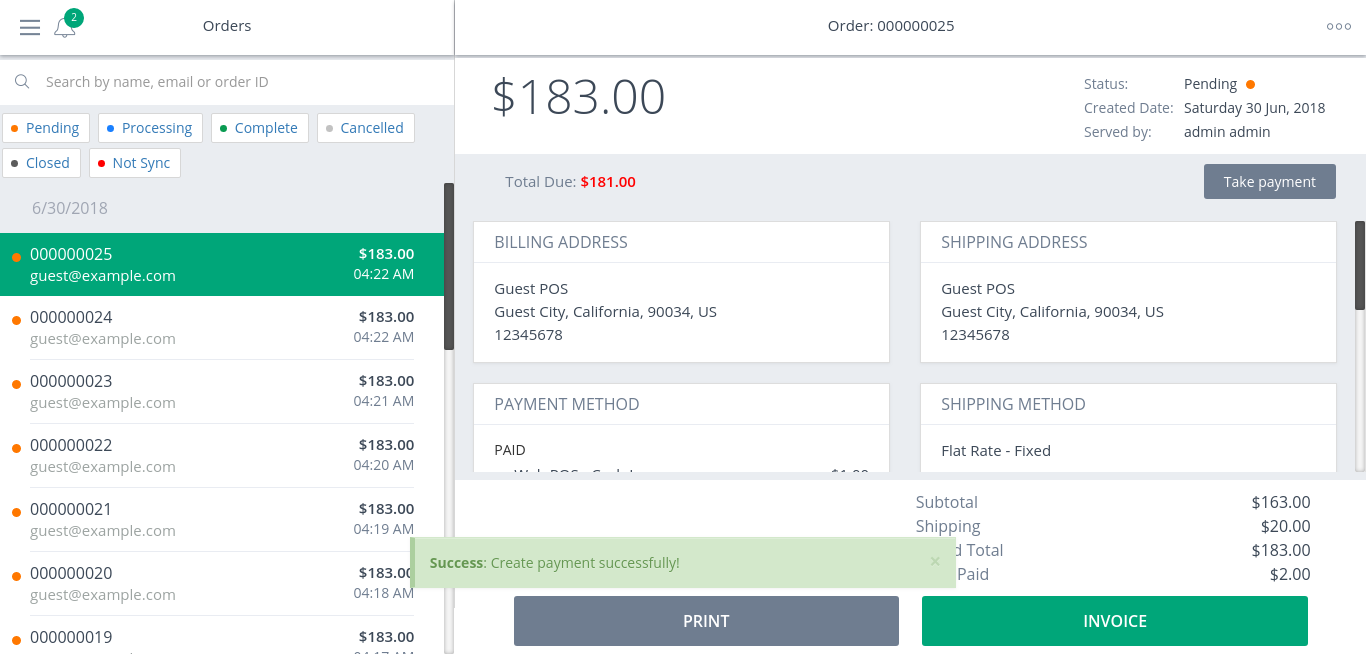 2
Orders
Order: 000000025
Search by name, email or order ID
Pending
Processing
Complete
Cancelled
Closed
Not Sync
6/30/2018
000000025 $183.00
guest@example.com 04:22 AM
000000024 $183.00
guest@example.com 04:22 AM
000000023 $183.00
guest@example.com 04:21 AM
000000022 $183.00
guest@example.com 04:20 AM
000000021 $183.00
guest@example.com 04:19 AM
000000020 $183.00
guest@example.com 04:18 AM
000000019 $183.00
$183.00
Status: Pending
Created Date: Saturday 30 Jun, 2018
Served by: admin admin
Total Due: $181.00
Take payment
BILLING ADDRESS
Guest POS
Guest City, California, 90034, US
12345678
SHIPPING ADDRESS
Guest POS
Guest City, California, 90034, US
12345678
PAYMENT METHOD
PAID
SHIPPING METHOD
Flat Rate - Fixed
Subtotal $163.00
Shipping $20.00
Total $183.00
Paid $2.00
Success: Create payment successfully! ×
PRINT
INVOICE